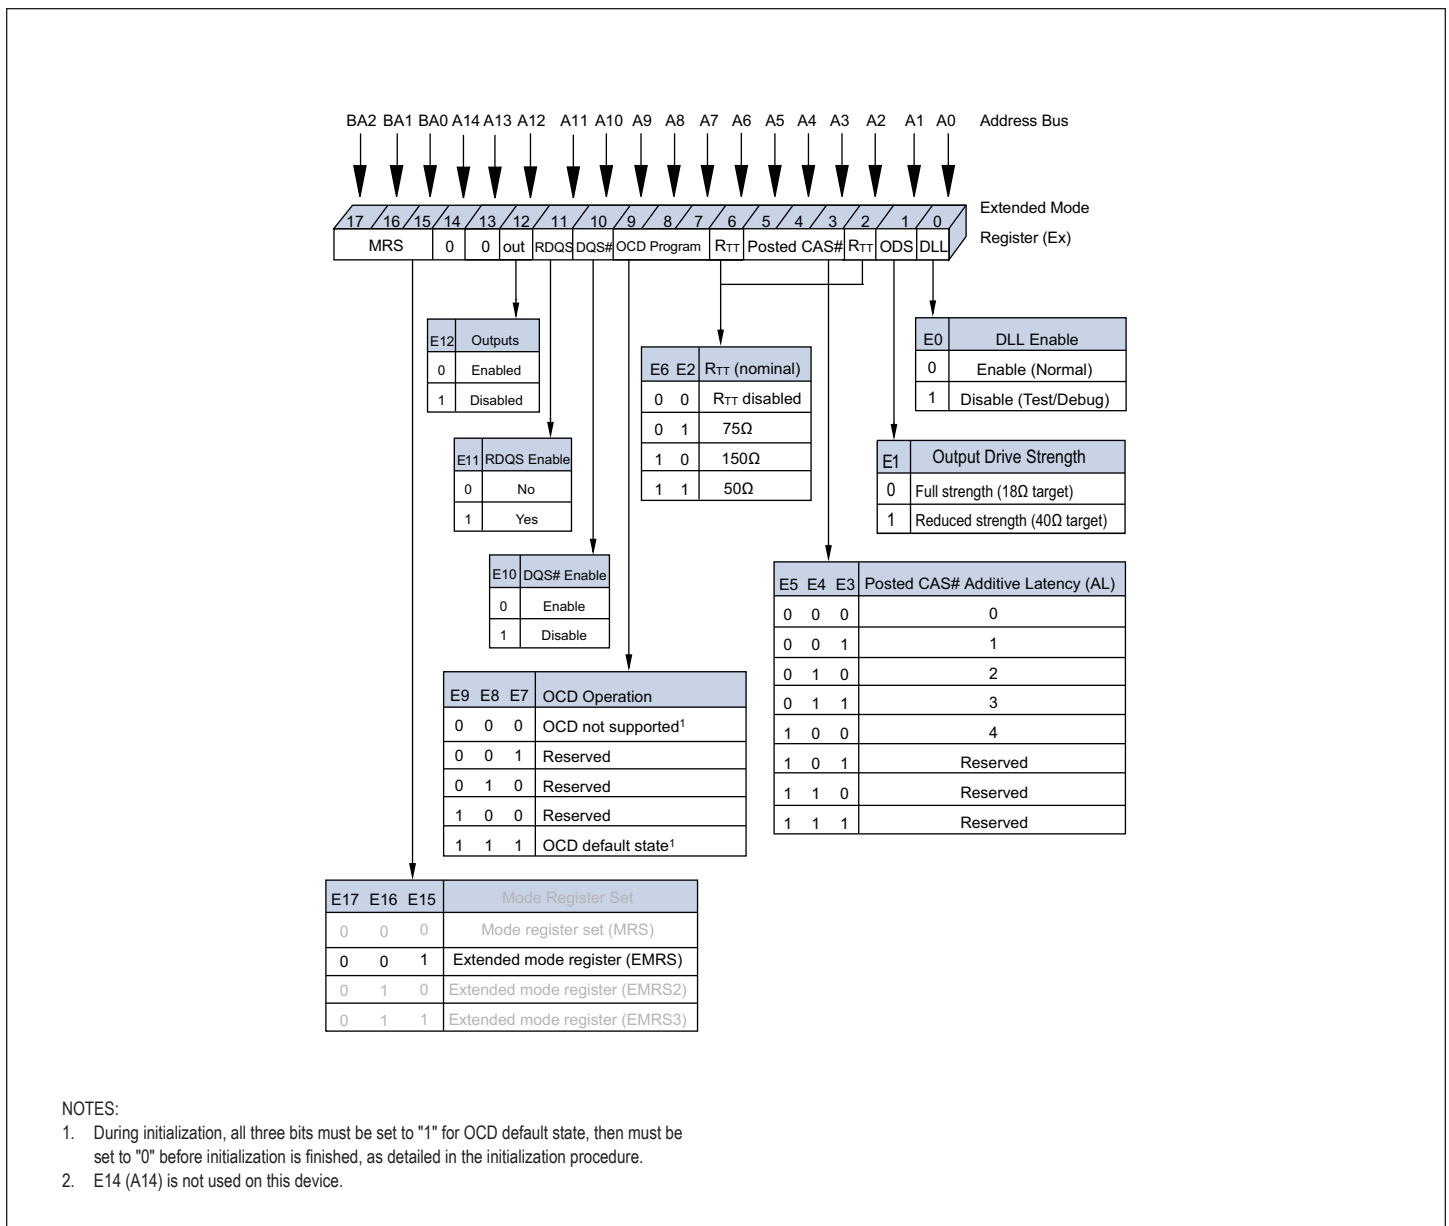 BA2 BA1 BA0 A14 A13 A12 A11 A10 A9 A8 A7 A6 A5 A4 A3 A2 A1 A0 Address Bus
17 16 15 14 13 12 11 10 9 8 7 6 5 4 3 2 1 0 Extended Mode
MRS 0 0 out RDQS DQS# OCD Program RTT Posted CAS# RTT ODS DLL Register (Ex)
E12 Outputs
0 Enabled
1 Disabled
E11 RDQS Enable
0 No
1 Yes
E10 DQS# Enable
0 Enable
1 Disable
E6 E2 RTT (nominal)
0 0 RTT disabled
0 1 75Ω
1 0 150Ω
1 1 50Ω
E0 DLL Enable
0 Enable (Normal)
1 Disable (Test/Debug)
E1 Output Drive Strength
0 Full strength (18Ω target)
1 Reduced strength (40Ω target)
E5 E4 E3 Posted CAS# Additive Latency (AL)
0 0 0 0
0 0 1 1
0 1 0 2
0 1 1 3
1 0 0 4
1 0 1 Reserved
1 1 0 Reserved
1 1 1 Reserved
E9 E8 E7 OCD Operation
0 0 0 OCD not supported1
0 0 1 Reserved
0 1 0 Reserved
1 0 0 Reserved
1 1 1 OCD default state1
E17 E16 E15 Mode Register Set
0 0 0 Mode register set (MRS)
0 0 1 Extended mode register (EMRS)
0 1 0 Extended mode register (EMRS2)
0 1 1 Extended mode register (EMRS3)
NOTES:
1. During initialization, all three bits must be set to "1" for OCD default state, then must be
set to "0" before initialization is finished, as detailed in the initialization procedure.
2. E14 (A14) is not used on this device.